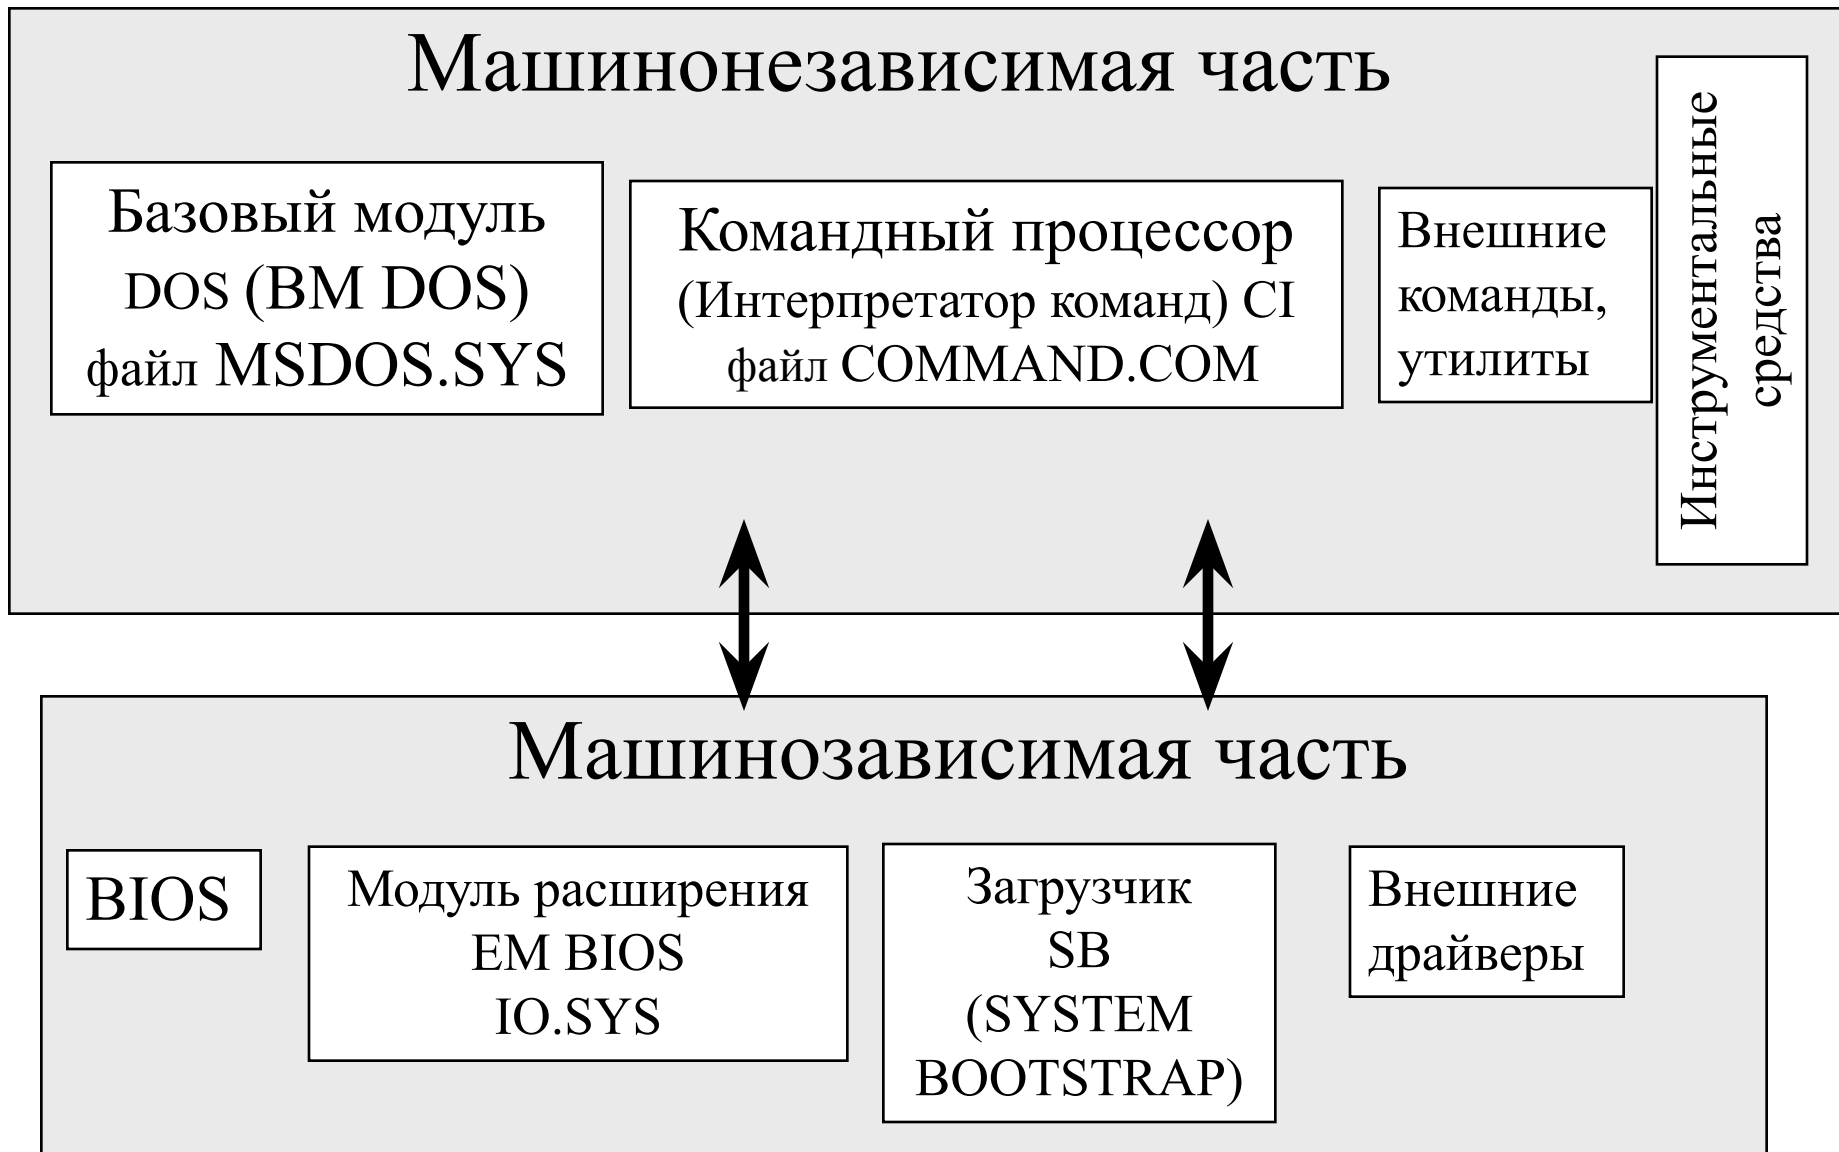 Машинонезависимая часть
Базовый модуль
DOS (BM DOS)
файл MSDOS.SYS
Командный процессор
(Интерпретатор команд) CI
файл COMMAND.COM
Внешние
команды,
утилиты
Инструментальные
средства
Машинозависимая часть
BIOS
Модуль расширения
EM BIOS
IO.SYS
Загрузчик
SB
(SYSTEM
BOOTSTRAP)
Внешние
драйверы